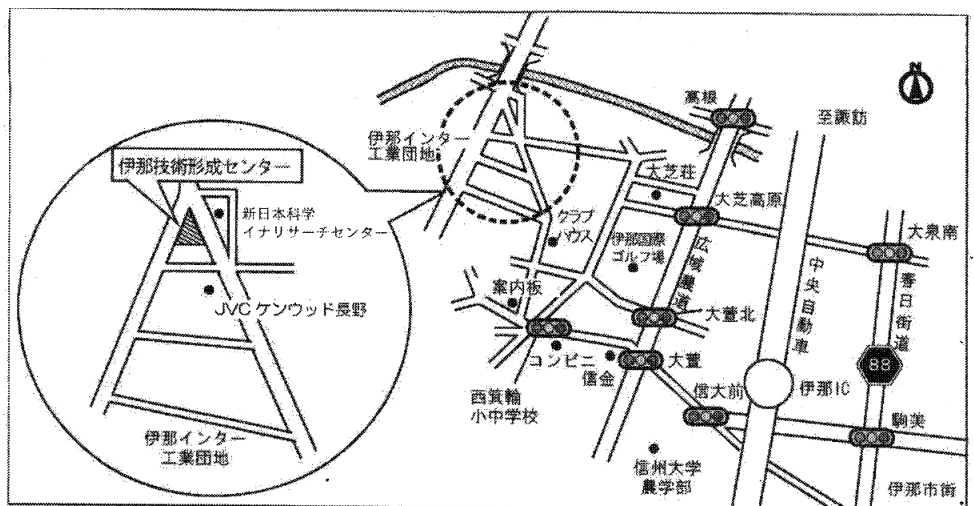 伊那技術形成センター
新日本科学
イナリサーチセンター
JVCケンウッド長野
伊那インター
工業団地
伊那インター
工業団地
N
高根
至諏訪
大芝荘
大芝高原
クラブ
ハウス
伊那国際
ゴルフ場
広域農道
大泉南
春日街道
中央自動車
案内板
大萱北
コンビニ
信金
大萱
88
西箕輪
小中学校
信大前
伊那IC
駒美
信州大学
農学部
伊那市街